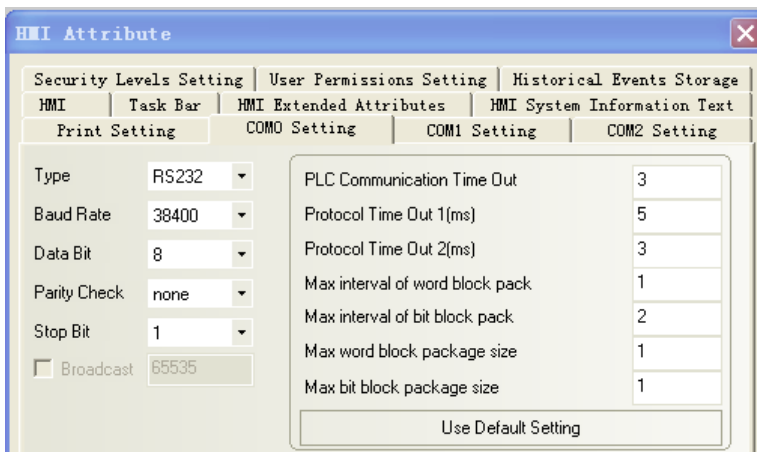 HMI Attribute
Security Levels Setting User Permissions Setting Historical Events Storage
HMI Task Bar HMI Extended Attributes HMI System Information Text
Print Setting COM0 Setting COM1 Setting COM2 Setting
Type RS232 PLC Communication Time Out 3
Baud Rate 38400 Protocol Time Out 1(ms) 5
Data Bit 8 Protocol Time Out 2(ms) 3
Parity Check none Max interval of word block pack 1
Stop Bit 1 Max interval of bit block pack 2
Broadcast 65535 Max word block package size 1
Max bit block package size 1
Use Default Setting